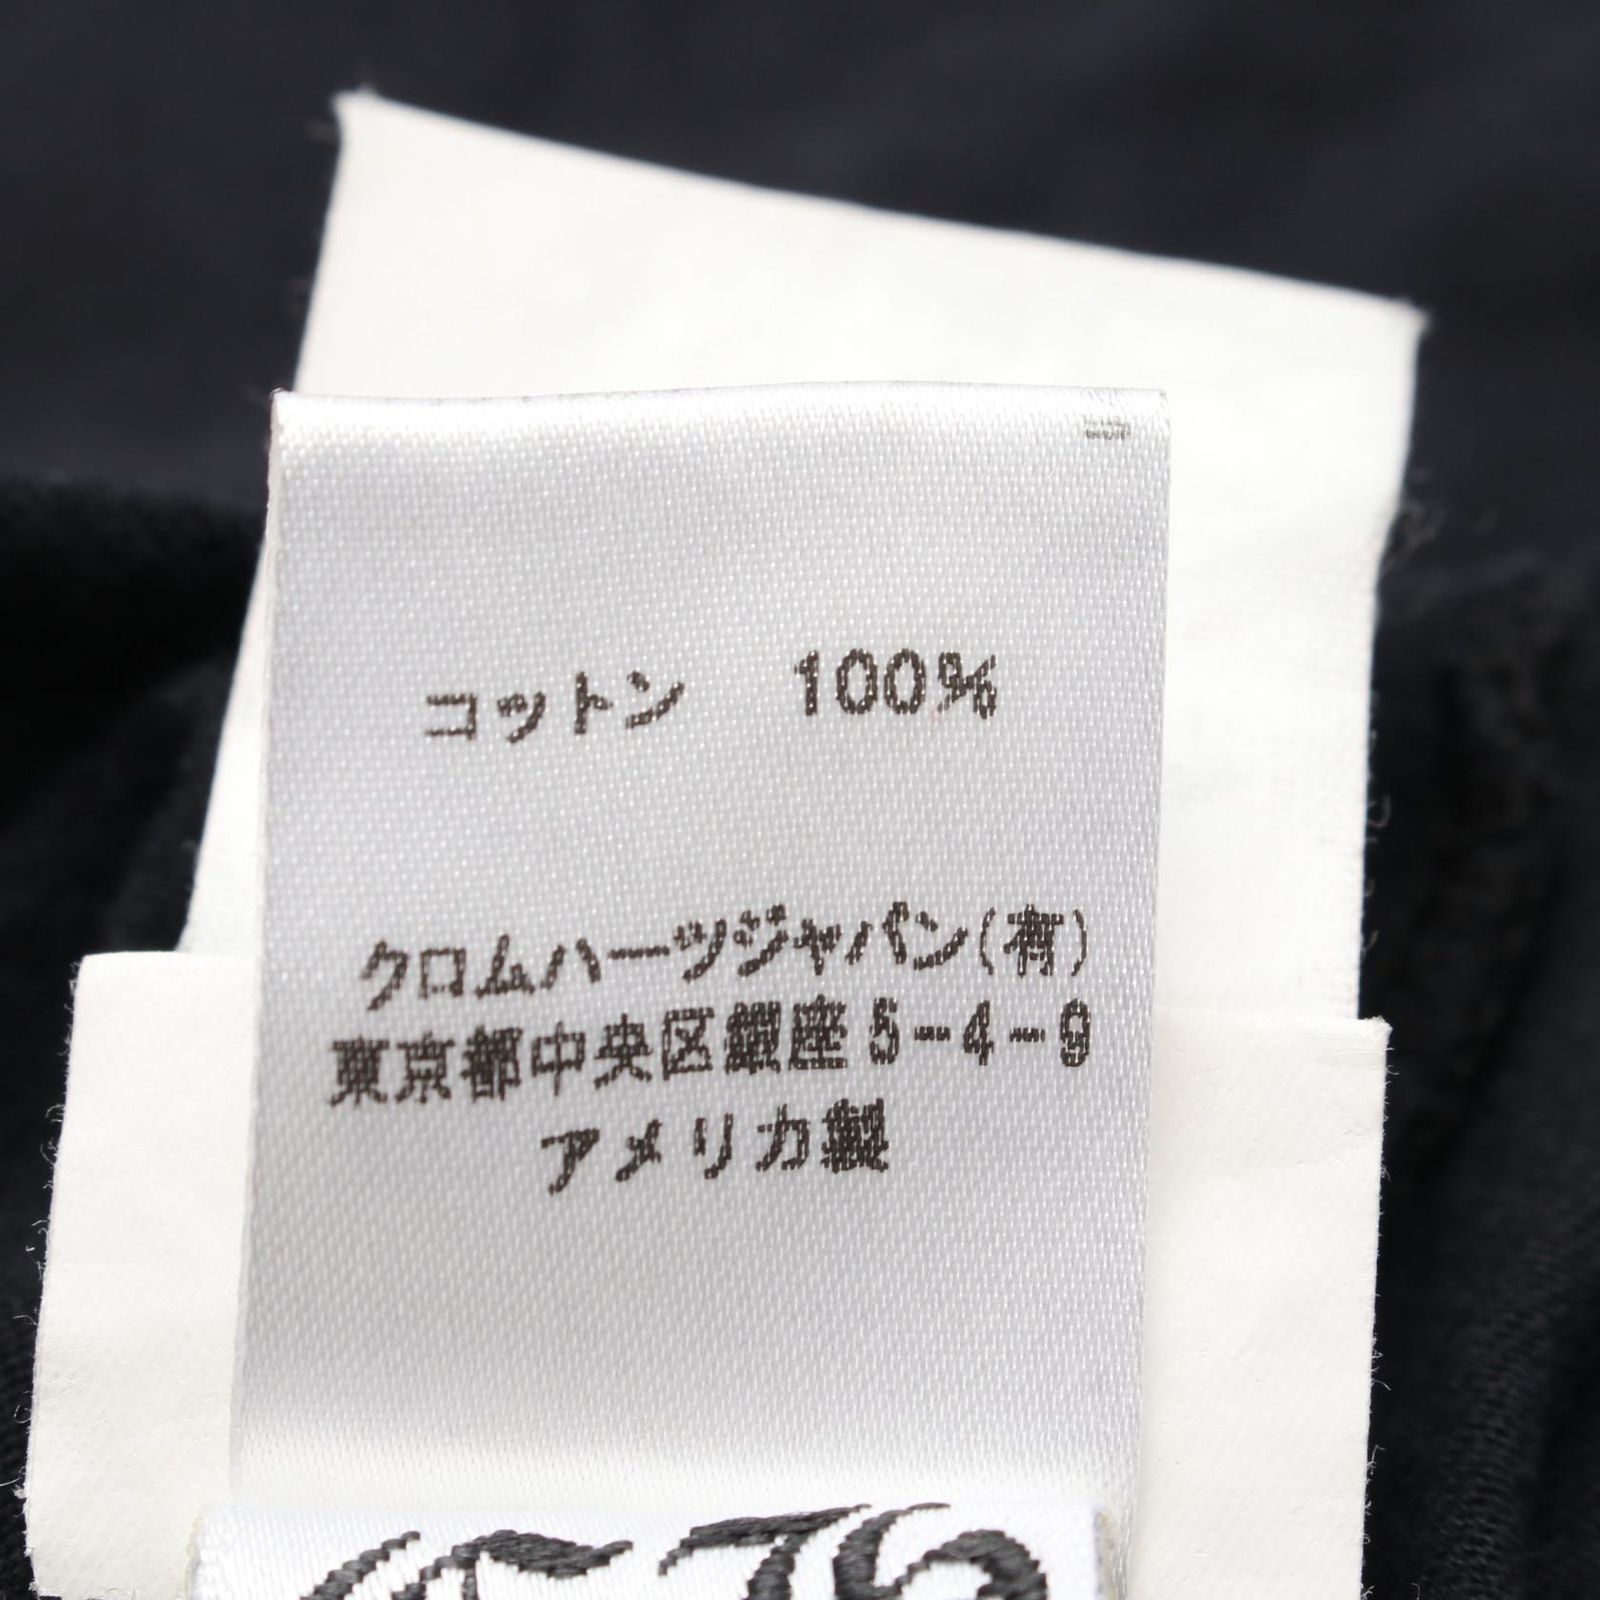 コットン 100%
クロムハーツジャパン(有)
東京都中央区銀座5-4-9
アメリカ製